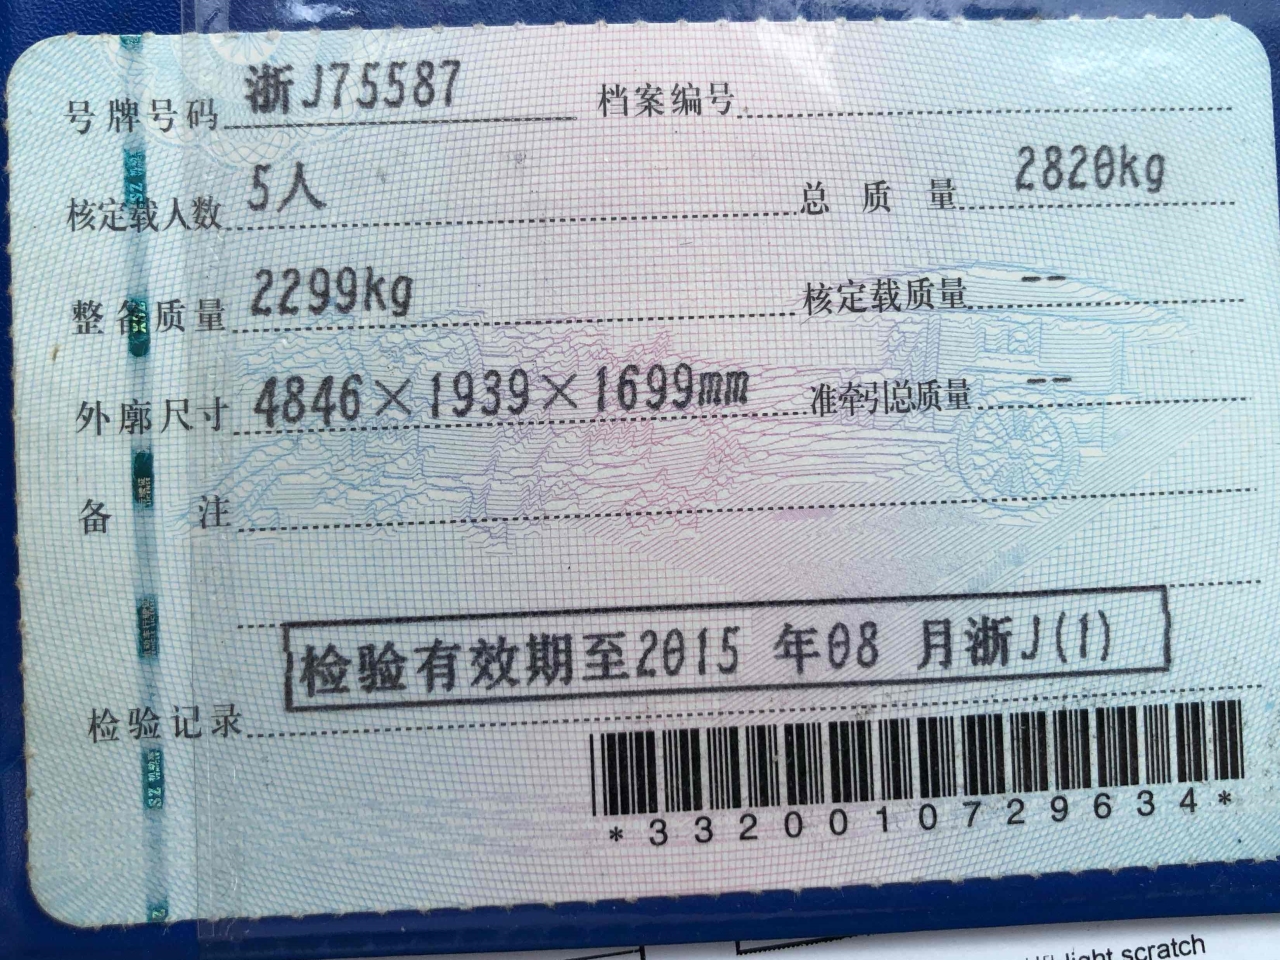 号牌号码 浙J75587 档案编号
核定载人数 5人 总质量 2820kg
整备质量 2299kg 核定载质量 --
外廓尺寸 4846×1939×1699mm 准牵引总质量 --
备注
检验有效期至2015 年08 月浙J(1)
检验记录
*3320010729634*
light scratch